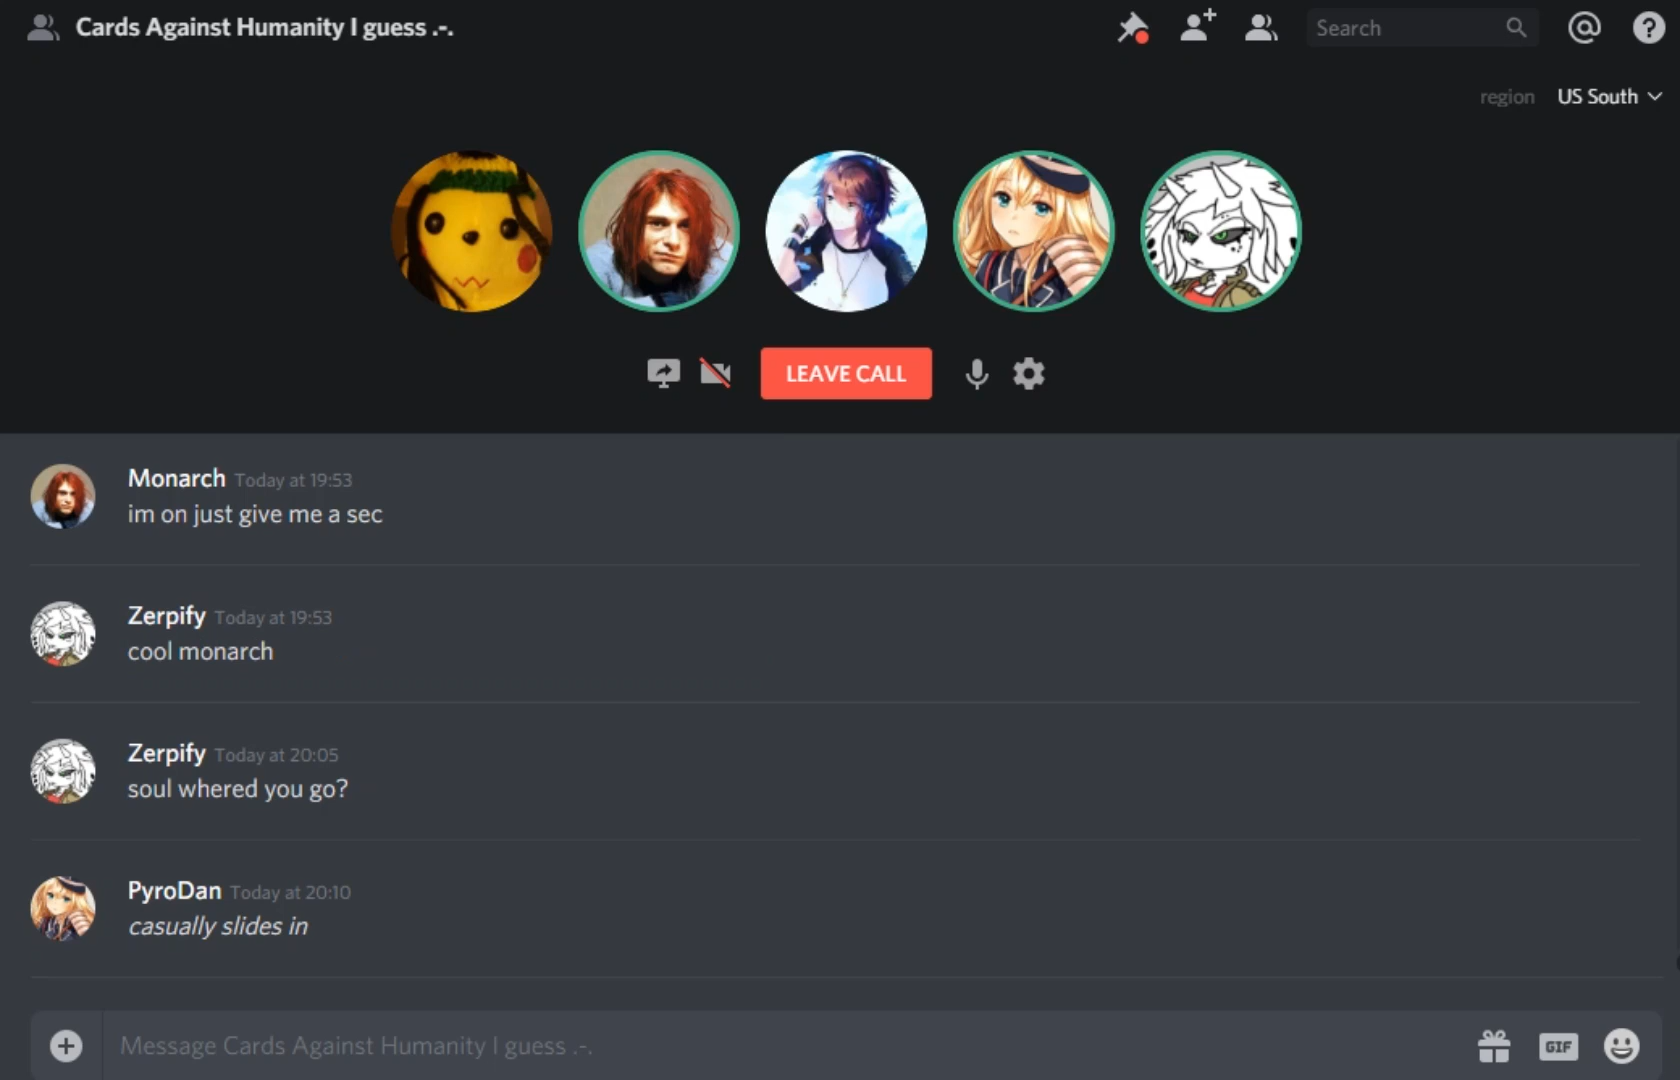 Cards Against Humanity I guess .-.
Search
region US South
LEAVE CALL
Monarch Today at 19:53
im on just give me a sec
Zerpify Today at 19:53
cool monarch
Zerpify Today at 20:05
soul whered you go?
PyroDan Today at 20:10
casually slides in
Message Cards Against Humanity I guess .-.
GIF